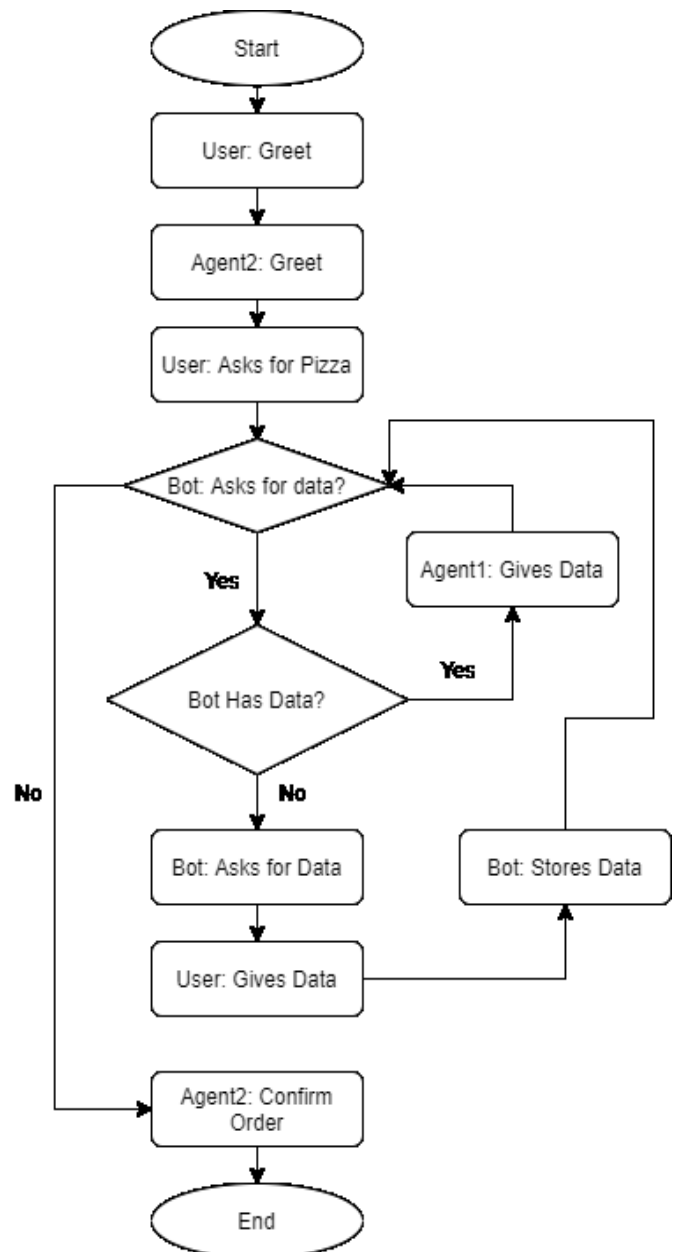 Start
User: Greet
Agent2: Greet
User: Asks for Pizza
Bot: Asks for data?
Yes
Agent1: Gives Data
Bot Has Data?
Yes
No
No
Bot: Asks for Data
Bot: Stores Data
User: Gives Data
Agent2: Confirm
Order
End